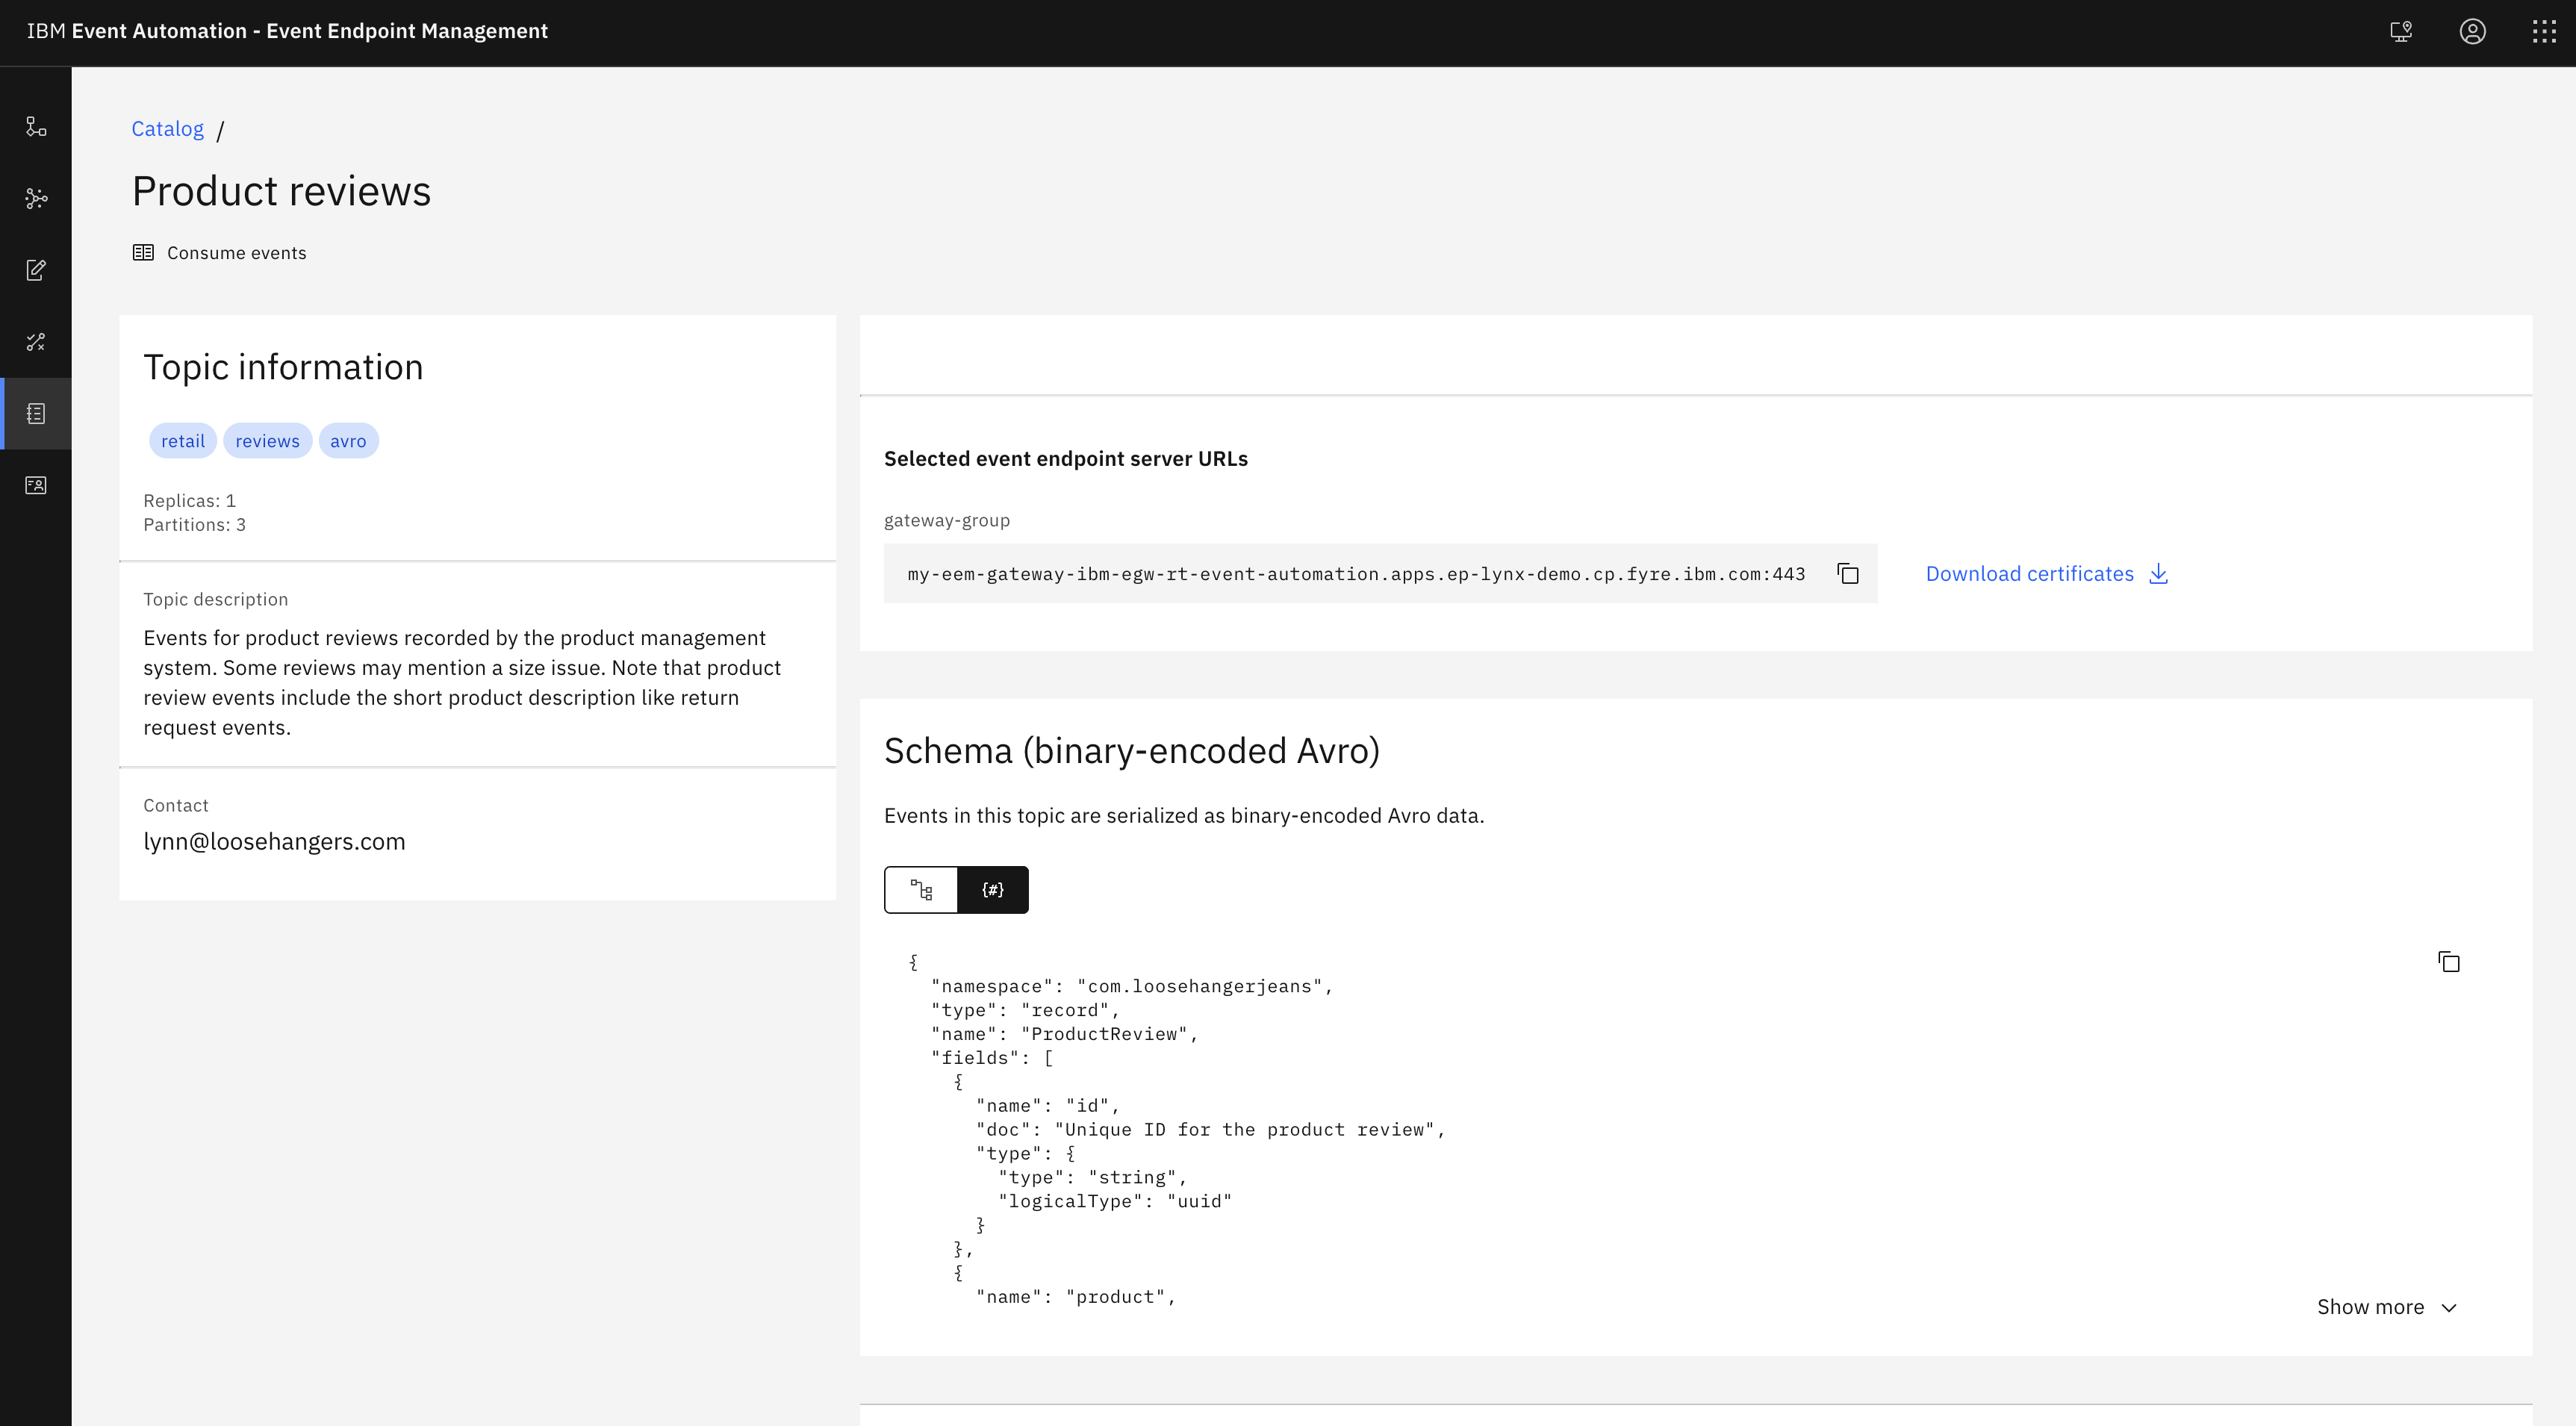 IBM Event Automation - Event Endpoint Management
Catalog /
Product reviews
Consume events
Topic information
retail reviews avro
Replicas: 1
Partitions: 3
Topic description
Events for product reviews recorded by the product management
system. Some reviews may mention a size issue. Note that product
review events include the short product description like return
request events.
Contact
lynn@loosehangers.com
Selected event endpoint server URLs
gateway-group
my-eem-gateway-ibm-egw-rt-event-automation.apps.ep-lynx-demo.cp.fyre.ibm.com:443
Download certificates
Schema (binary-encoded Avro)
Events in this topic are serialized as binary-encoded Avro data.
{#}
{
  "namespace": "com.loosehangerjeans",
  "type": "record",
  "name": "ProductReview",
  "fields": [
    {
      "name": "id",
      "doc": "Unique ID for the product review",
      "type": {
        "type": "string",
        "logicalType": "uuid"
      }
    },
    {
      "name": "product",
Show more